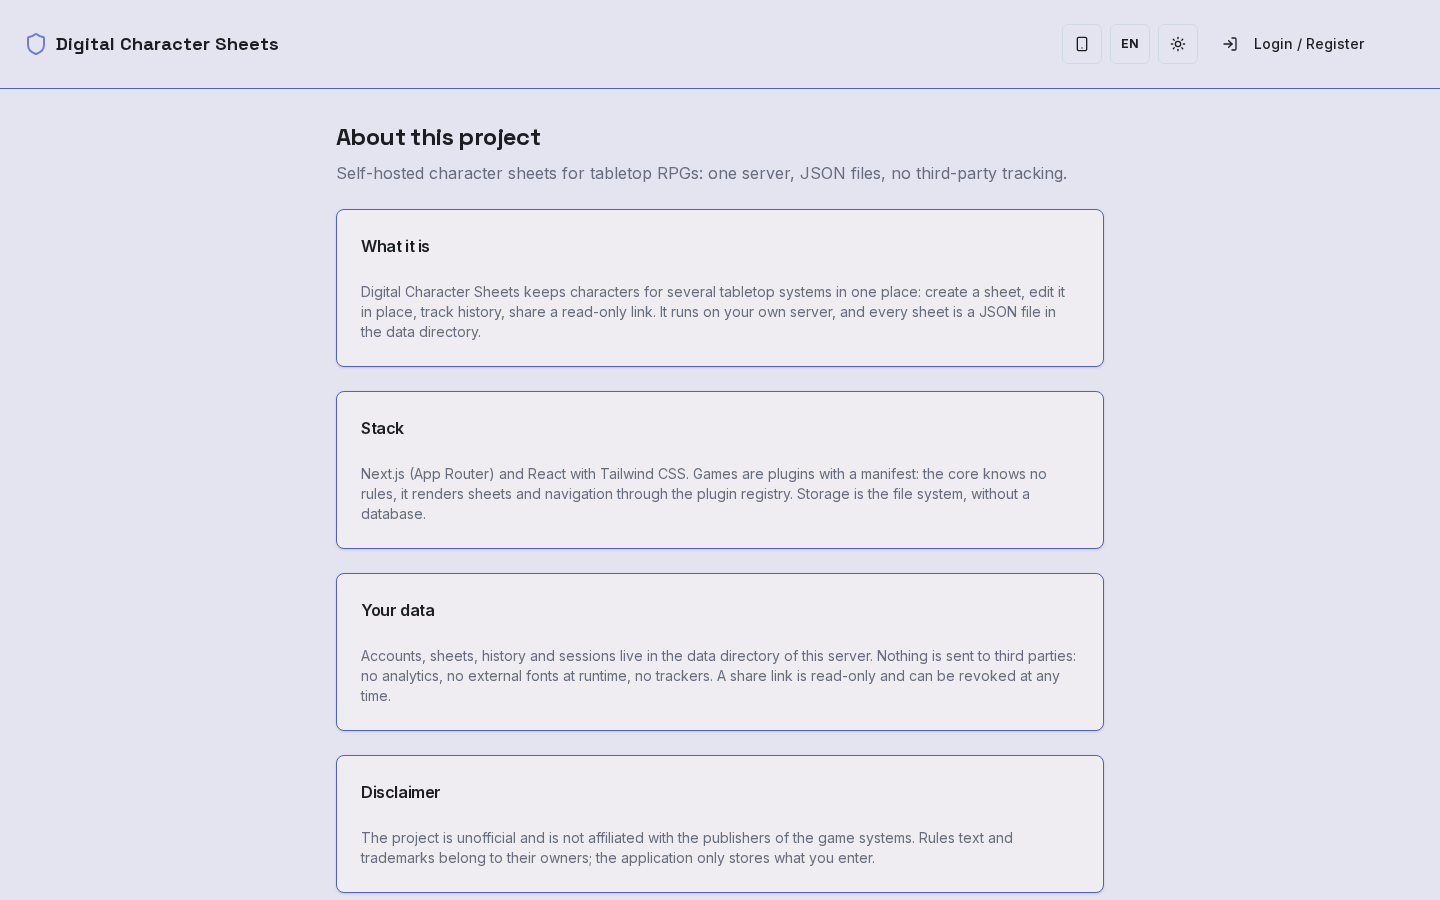 Digital Character Sheets
EN
Login / Register
About this project
Self-hosted character sheets for tabletop RPGs: one server, JSON files, no third-party tracking.
What it is
Digital Character Sheets keeps characters for several tabletop systems in one place: create a sheet, edit it
in place, track history, share a read-only link. It runs on your own server, and every sheet is a JSON file in
the data directory.
Stack
Next.js (App Router) and React with Tailwind CSS. Games are plugins with a manifest: the core knows no
rules, it renders sheets and navigation through the plugin registry. Storage is the file system, without a
database.
Your data
Accounts, sheets, history and sessions live in the data directory of this server. Nothing is sent to third parties:
no analytics, no external fonts at runtime, no trackers. A share link is read-only and can be revoked at any
time.
Disclaimer
The project is unofficial and is not affiliated with the publishers of the game systems. Rules text and
trademarks belong to their owners; the application only stores what you enter.